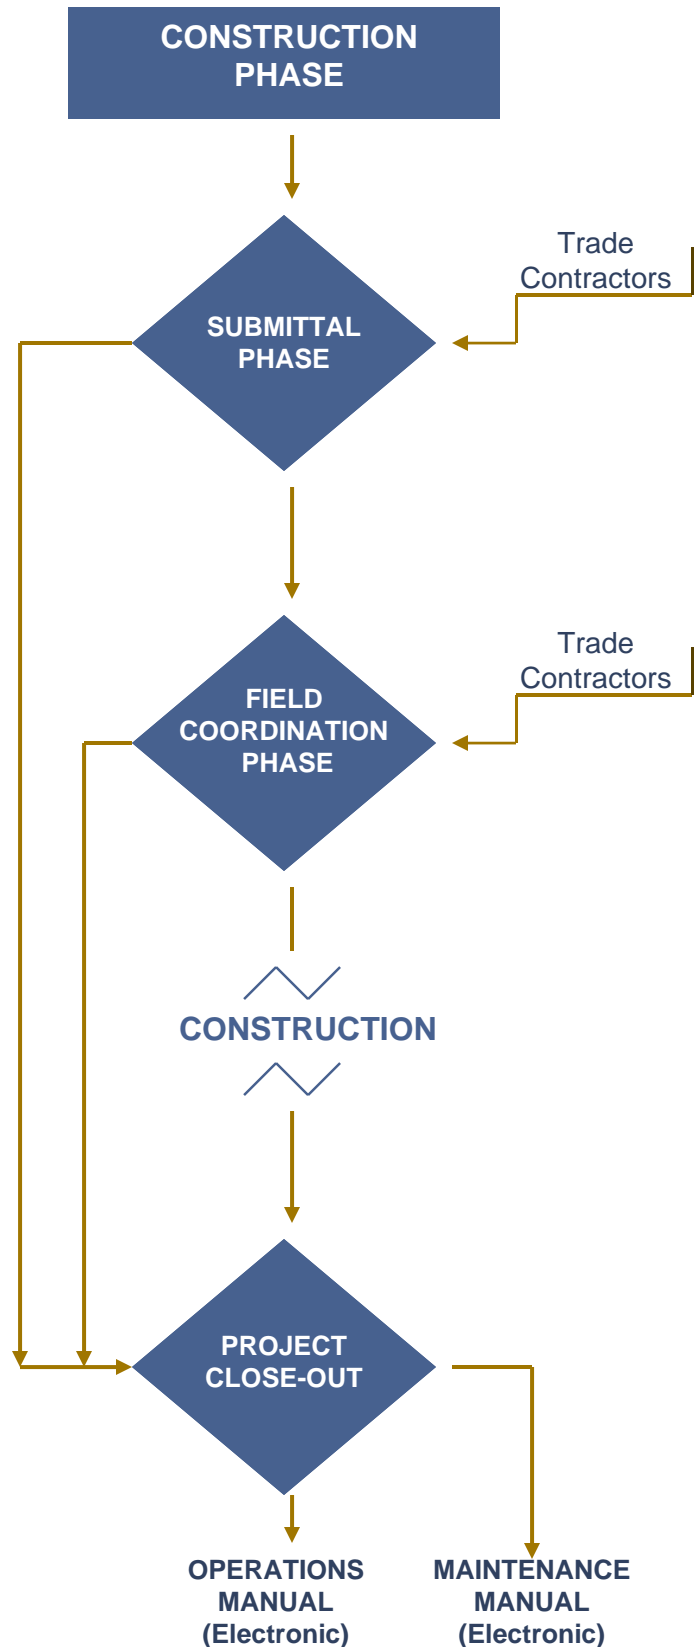 CONSTRUCTION
PHASE
Trade
Contractors
SUBMITTAL
PHASE
Trade
Contractors
FIELD
COORDINATION
PHASE
CONSTRUCTION
PROJECT
CLOSE-OUT
OPERATIONS
MANUAL
(Electronic)
MAINTENANCE
MANUAL
(Electronic)